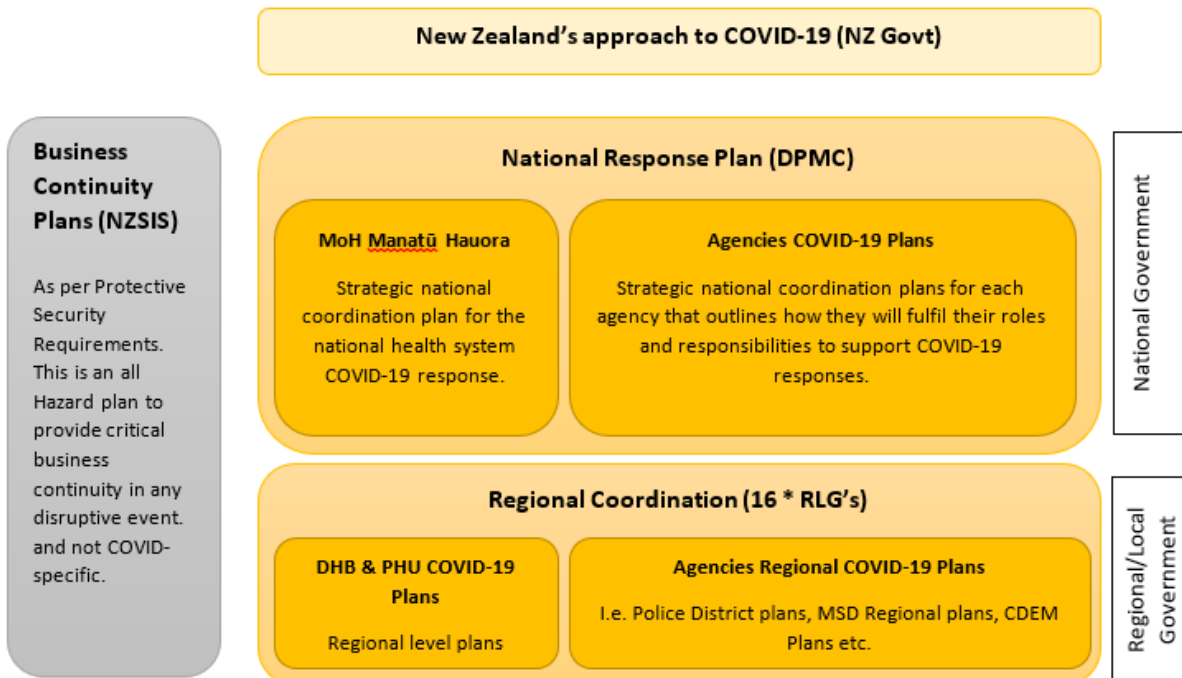 New Zealand's approach to COVID-19 (NZ Govt)
Business
Continuity
Plans (NZSIS)
As per Protective
Security
Requirements.
This is an all
Hazard plan to
provide critical
business
continuity in any
disruptive event.
and not COVID-
specific.
National Response Plan (DPMC)
MoH Manatū Hauora
Strategic national
coordination plan for the
national health system
COVID-19 response.
Agencies COVID-19 Plans
Strategic national coordination plans for each
agency that outlines how they will fulfil their roles
and responsibilities to support COVID-19
responses.
National Government
Regional Coordination (16 * RLG's)
DHB & PHU COVID-19
Plans
Regional level plans
Agencies Regional COVID-19 Plans
I.e. Police District plans, MSD Regional plans, CDEM
Plans etc.
Regional/Local
Government